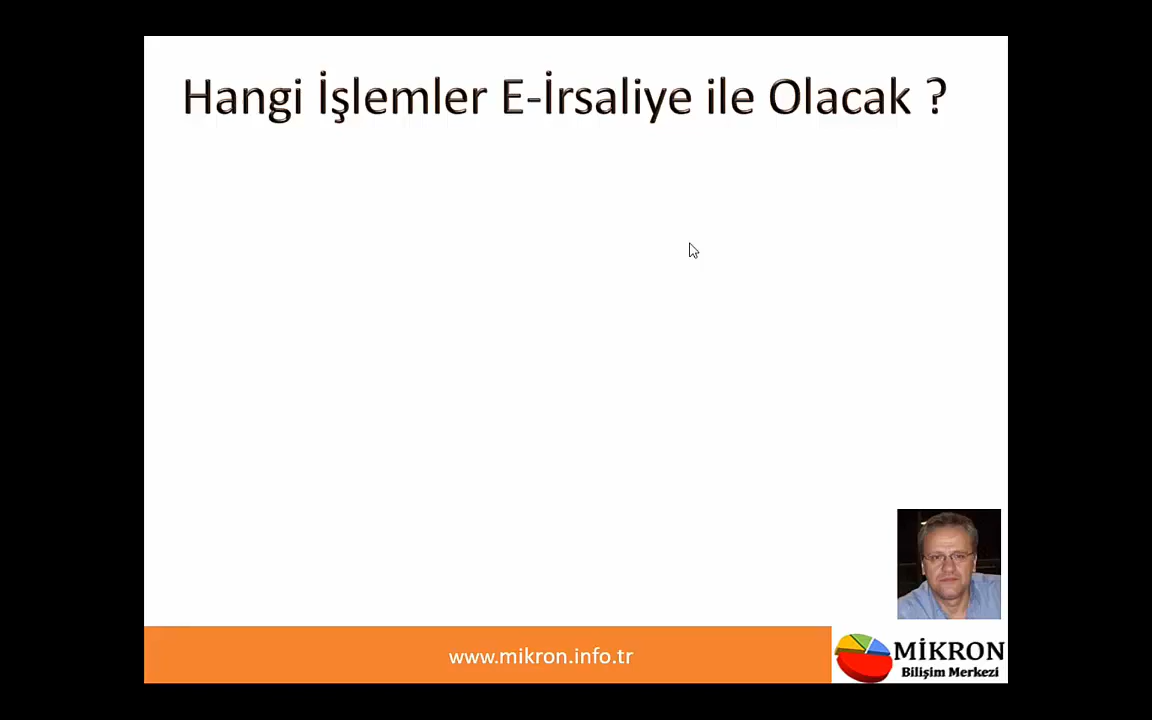 Hangi İşlemler E-İrsaliye ile Olacak ?
www.mikron.info.tr
MİKRON
Bilişim Merkezi